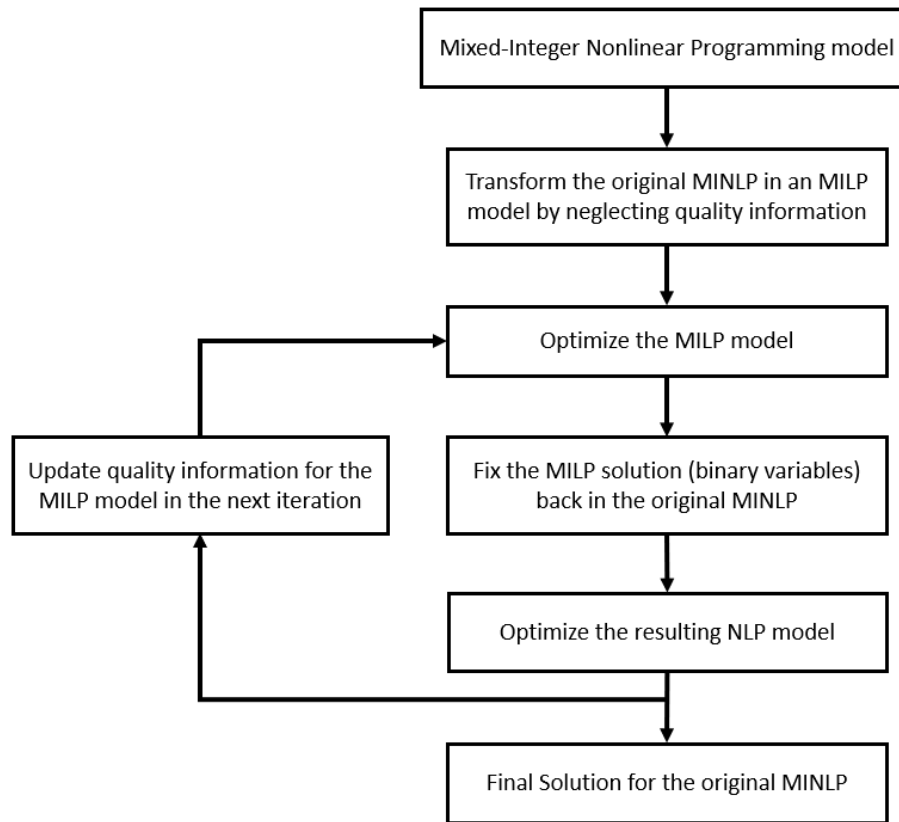 Mixed-Integer Nonlinear Programming model
Transform the original MINLP in an MILP
model by neglecting quality information
Optimize the MILP model
Update quality information for the
MILP model in the next iteration
Fix the MILP solution (binary variables)
back in the original MINLP
Optimize the resulting NLP model
Final Solution for the original MINLP